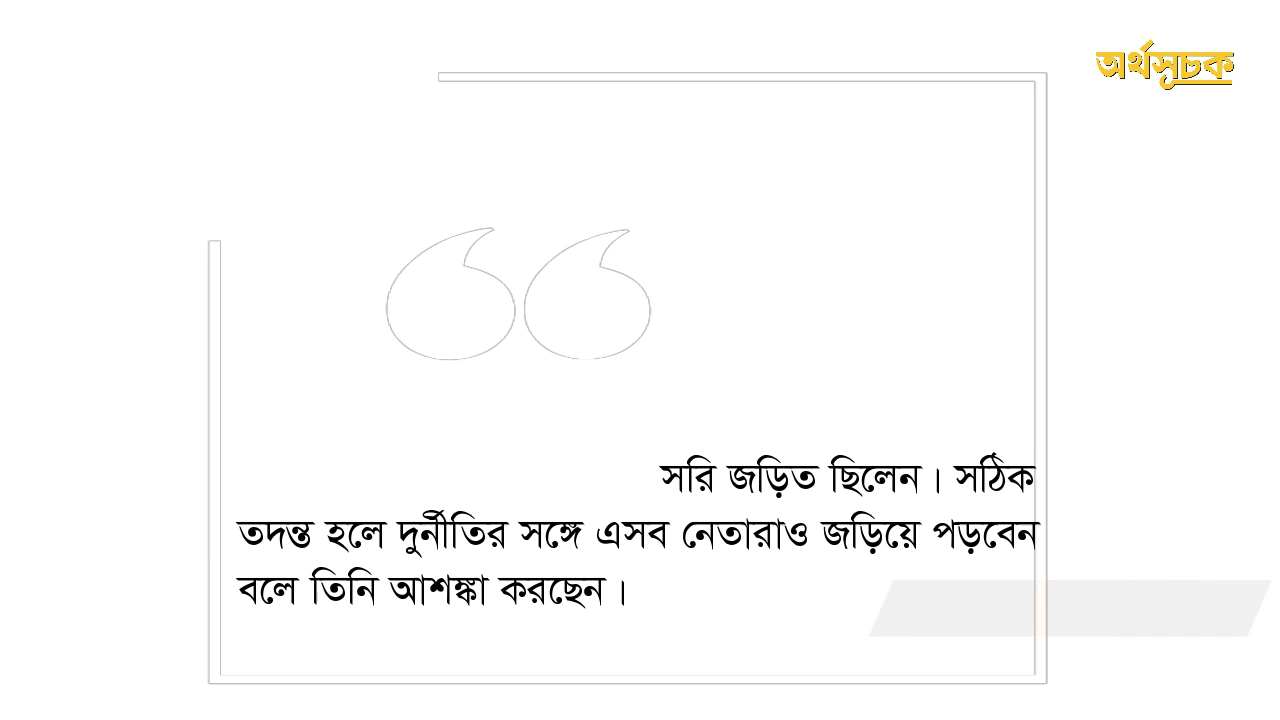 অর্থসূচক
সরি জড়িত ছিলেন। সঠিক
তদন্ত হলে দুর্নীতির সঙ্গে এসব নেতারাও জড়িয়ে পড়বেন
বলে তিনি আশঙ্কা করছেন।